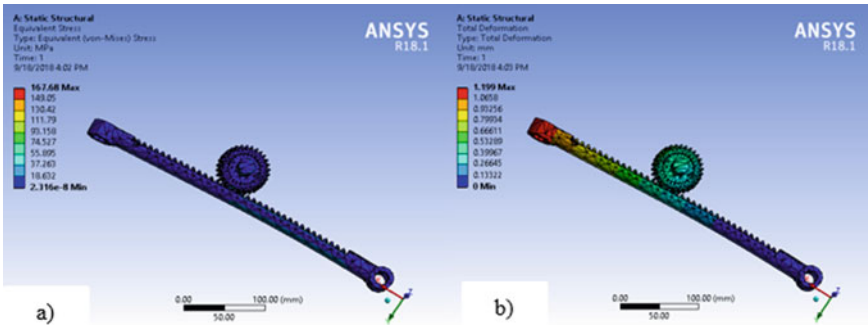 A: Static Structural
Equivalent Stress
Type: Equivalent (von-Mises) Stress
Unit: MPa
Time: 1
9/18/2018 4:02 PM
167.68 Max
149.05
130.42
111.79
93.158
74.527
55.895
37.263
18.632
2.316e-8 Min
ANSYS
R18.1
0.00
100.00 (mm)
50.00
a)
A: Static Structural
Total Deformation
Type: Total Deformation
Unit: mm
Time: 1
9/18/2018 4:03 PM
1.199 Max
1.0658
0.93256
0.79934
0.66611
0.53289
0.39967
0.26645
0.13322
0 Min
ANSYS
R18.1
0.00
100.00 (mm)
50.00
b)